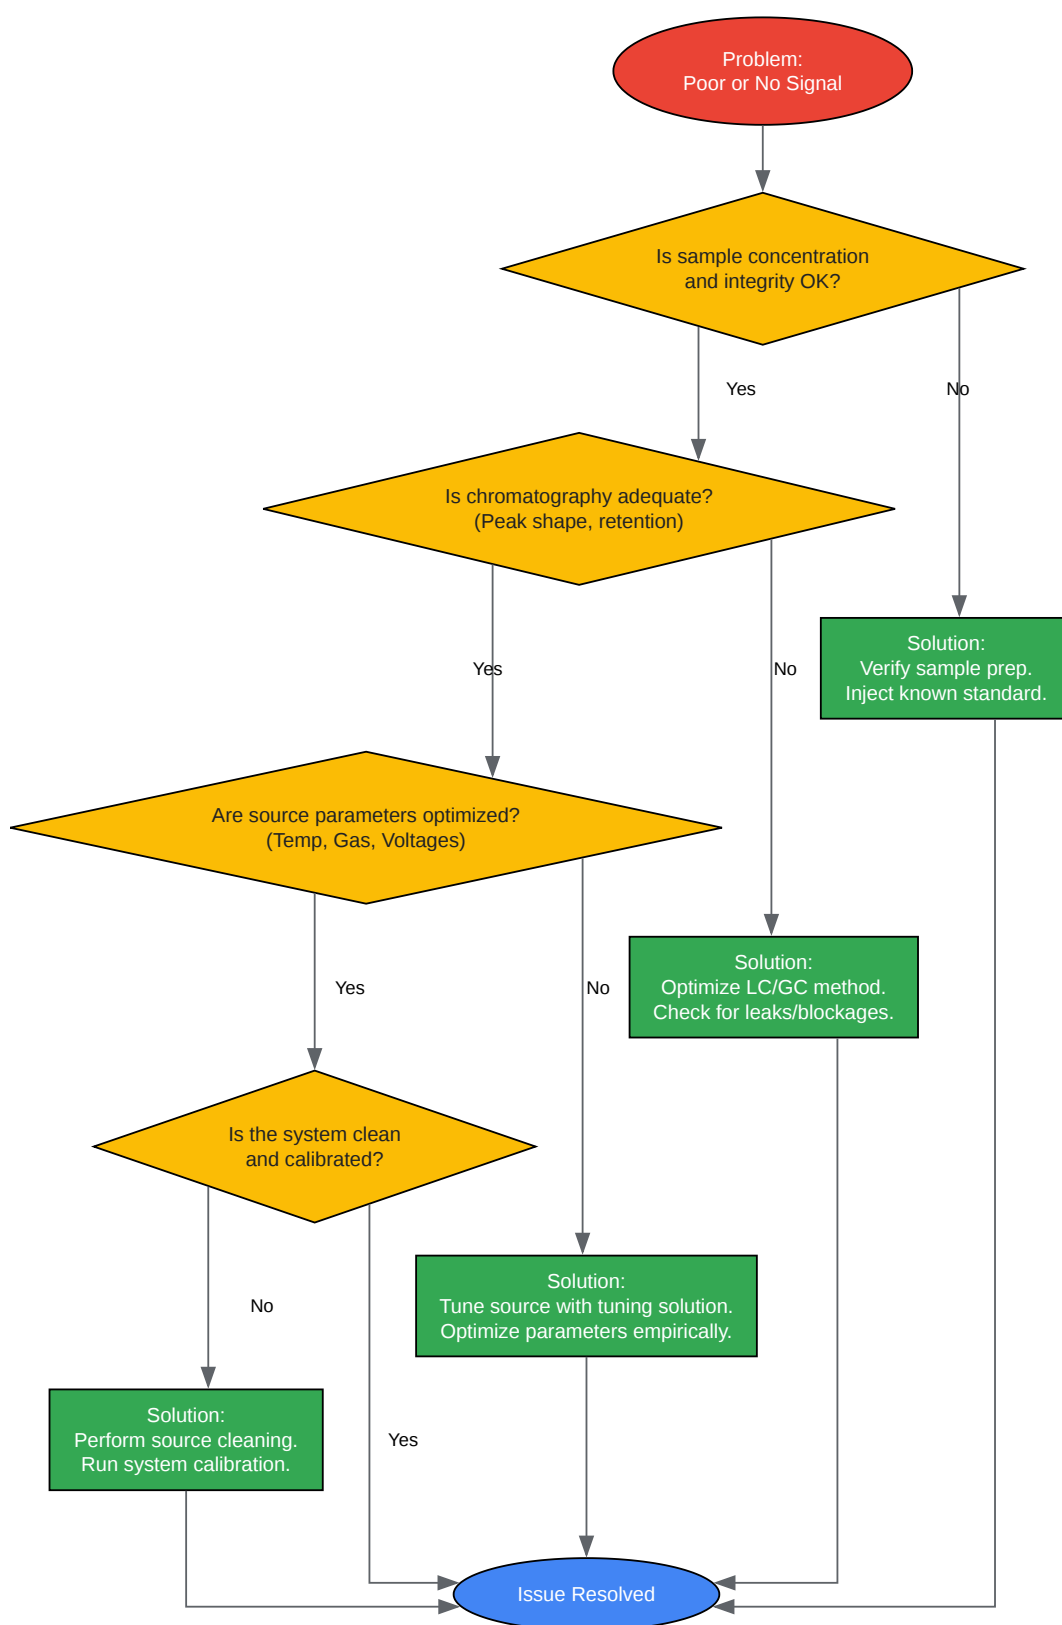 Problem:
Poor or No Signal
Is sample concentration
and integrity OK?
Yes
No
Is chromatography adequate?
(Peak shape, retention)
Solution:
Verify sample prep.
Inject known standard.
Yes
No
Are source parameters optimized?
(Temp, Gas, Voltages)
Solution:
Optimize LC/GC method.
Check for leaks/blockages.
Yes
No
Is the system clean
and calibrated?
Solution:
Tune source with tuning solution.
Optimize parameters empirically.
No
Yes
Solution:
Perform source cleaning.
Run system calibration.
Issue Resolved